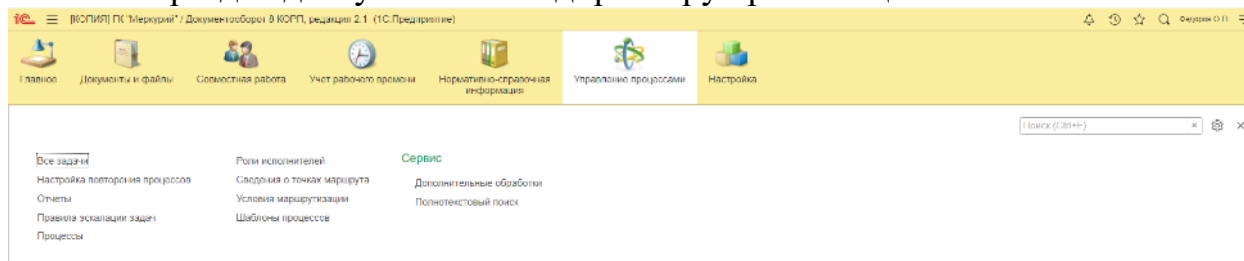 [КОПИЯ] ГК "Меркурий" / Документооборот 8 КОРП, редакция 2.1 (1С:Предприятие)
Главное
Документы и файлы
Совместная работа
Учет рабочего времени
Нормативно-справочная
информация
Управление процессами
Настройка
Поиск (Ctrl+F)
Все задачи
Настройка повторения процессов
Отчеты
Правила эскалации задач
Процессы
Роли исполнителей
Сведения о точках маршрута
Условия маршрутизации
Шаблоны процессов
Сервис
Дополнительные обработки
Полнотекстовый поиск